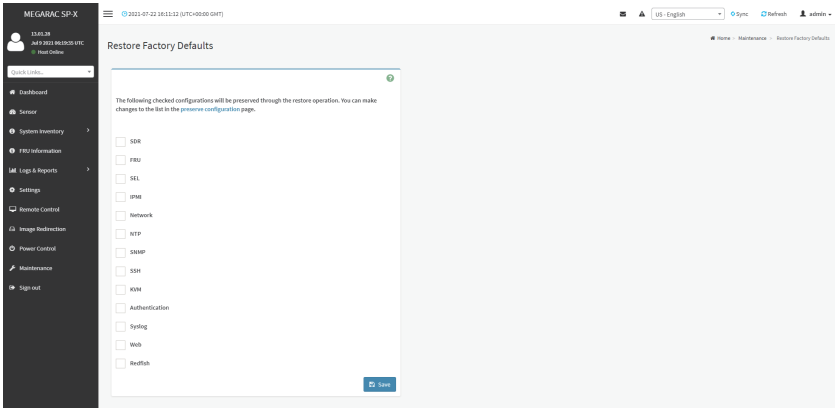 MEGARAC SP-X
2021-07-22 16:11:12 (UTC+00:00 GMT)
US - English
Sync
Refresh
admin
13.01.28
Jul 9 2021 06:19:35 UTC
Host Online
Quick Links...
Dashboard
Sensor
System Inventory
FRU Information
Logs & Reports
Settings
Remote Control
Image Redirection
Power Control
Maintenance
Sign out
Restore Factory Defaults
Home > Maintenance > Restore Factory Defaults
The following checked configurations will be preserved through the restore operation. You can make
changes to the list in the preserve configuration page.
SDR
FRU
SEL
IPMI
Network
NTP
SNMP
SSH
KVM
Authentication
Syslog
Web
Redfish
Save